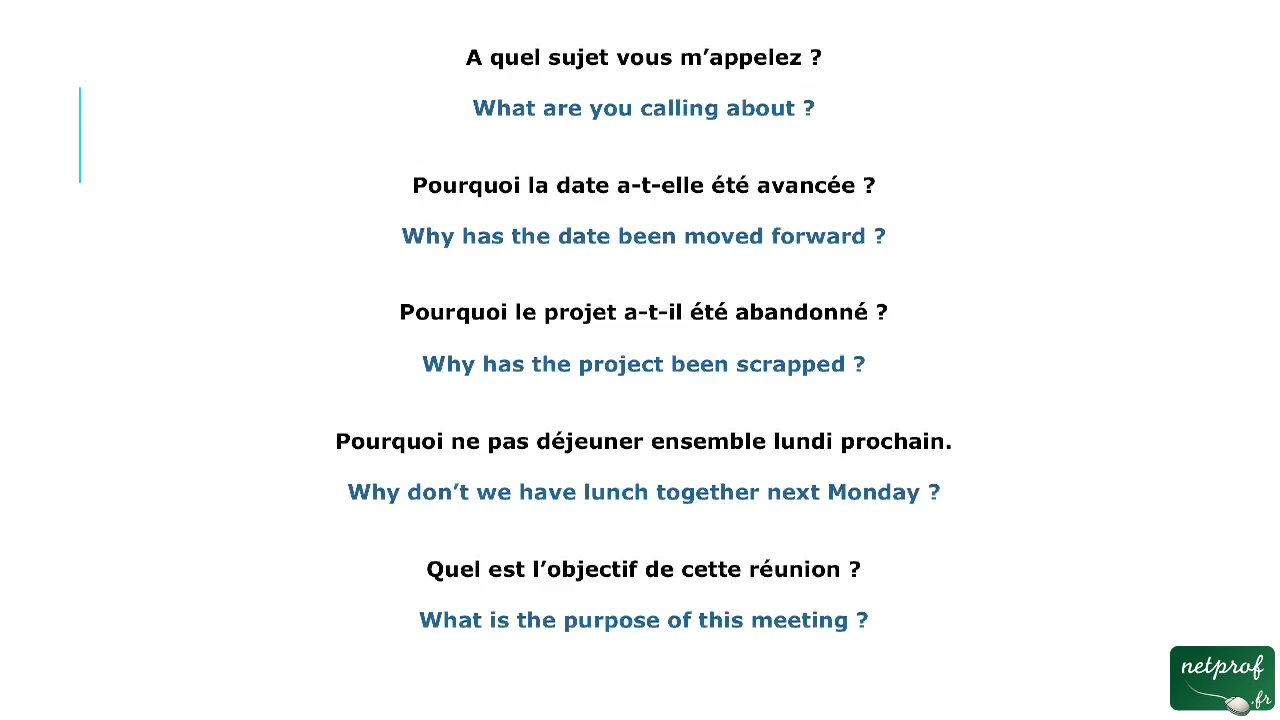 A quel sujet vous m’appelez ?
What are you calling about ?
Pourquoi la date a-t-elle été avancée ?
Why has the date been moved forward ?
Pourquoi le projet a-t-il été abandonné ?
Why has the project been scrapped ?
Pourquoi ne pas déjeuner ensemble lundi prochain.
Why don’t we have lunch together next Monday ?
Quel est l’objectif de cette réunion ?
What is the purpose of this meeting ?
netprof
.fr